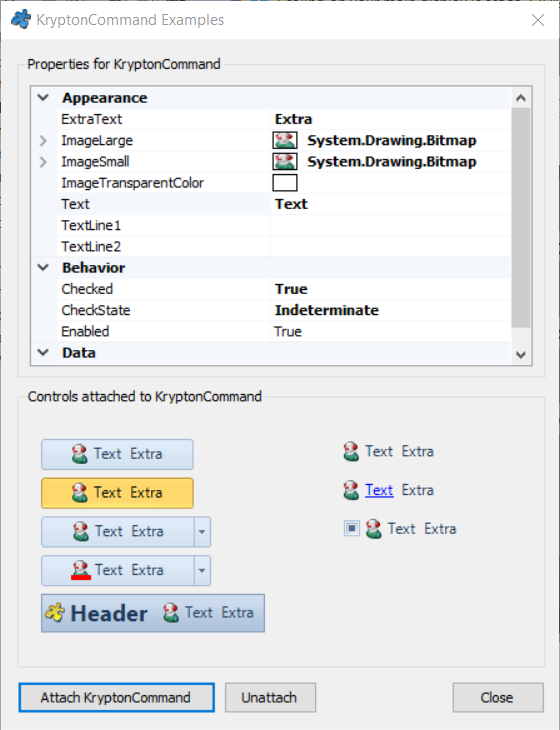 KryptonCommand Examples
Properties for KryptonCommand
Appearance
ExtraText Extra
ImageLarge System.Drawing.Bitmap
ImageSmall System.Drawing.Bitmap
ImageTransparentColor
Text Text
TextLine1
TextLine2
Behavior
Checked True
CheckState Indeterminate
Enabled True
Data
Controls attached to KryptonCommand
Text Extra
Text Extra
Text Extra
Text Extra
Header Text Extra
Text Extra
Text Extra
Text Extra
Attach KryptonCommand
Unattach
Close